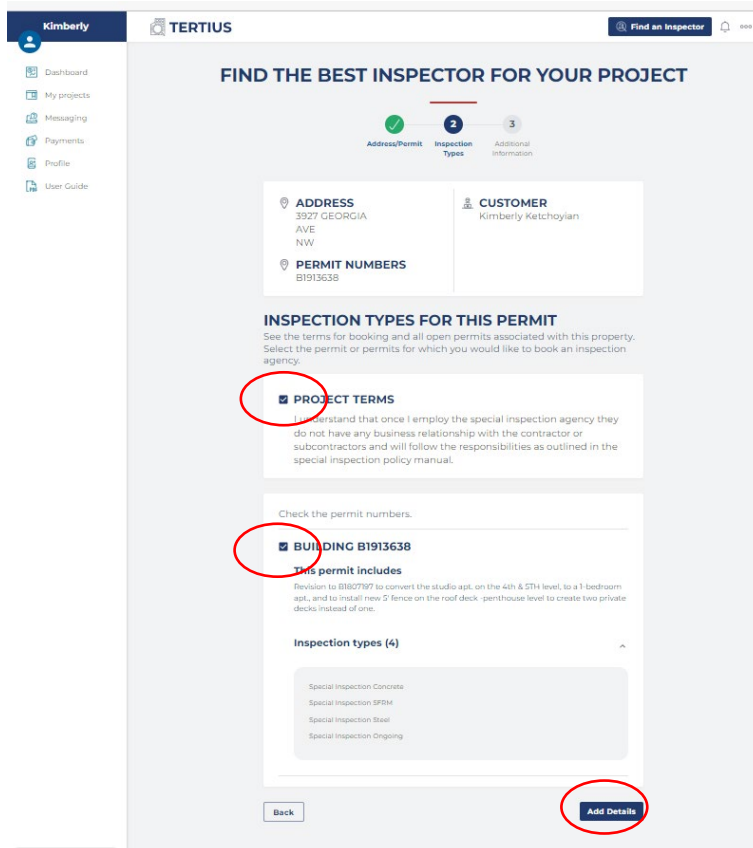 Kimberly
TERTIUS
Find an Inspector
Dashboard
My projects
Messaging
Payments
Profile
User Guide
FIND THE BEST INSPECTOR FOR YOUR PROJECT
2
3
Address/Permit
Inspection
Types
Additional
Information
ADDRESS
3927 GEORGIA
AVE
NW
CUSTOMER
Kimberly Ketchoyian
PERMIT NUMBERS
B1913638
INSPECTION TYPES FOR THIS PERMIT
See the terms for booking and all open permits associated with this property.
Select the permit or permits for which you would like to book an inspection
agency.
PROJECT TERMS
I understand that once I employ the special inspection agency they
do not have any business relationship with the contractor or
subcontractors and will follow the responsibilities as outlined in the
special inspection policy manual.
Check the permit numbers.
BUILDING B1913638
This permit includes
Revision to B1807197 to convert the studio apt. on the 4th & 5TH level, to a 1-bedroom
apt., and to install new 5' fence on the roof deck -penthouse level to create two private
decks instead of one.
Inspection types (4)
Special Inspection Concrete
Special Inspection SFRM
Special Inspection Steel
Special Inspection Ongoing
Back
Add Details